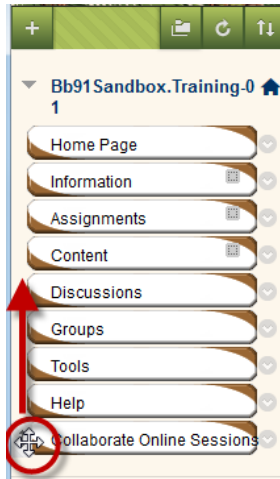 Bb91Sandbox.Training-0
1
Home Page
Information
Assignments
Content
Discussions
Groups
Tools
Help
Collaborate Online Sessions